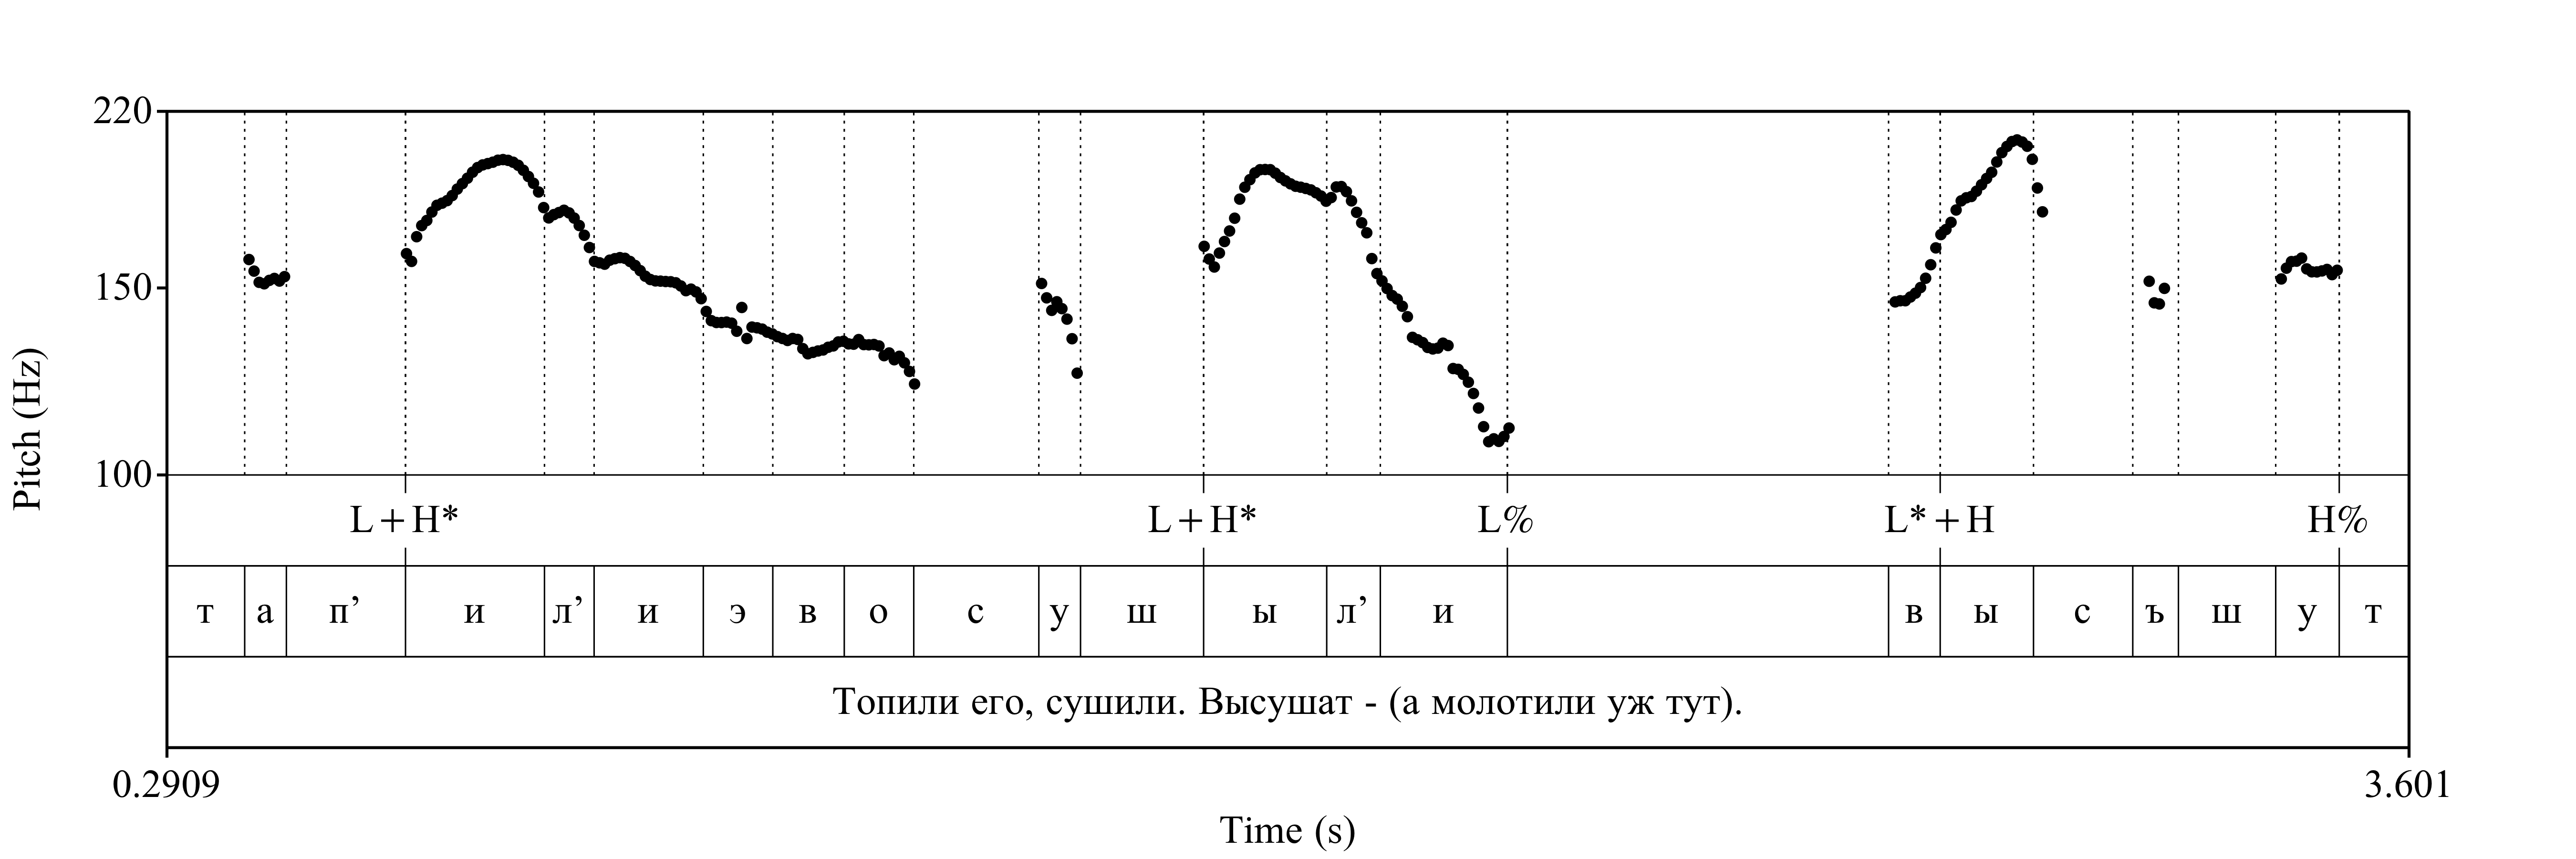 220
150
100
Pitch (Hz)
L+H* L+H* L% L*+H H%
т а п’ и л’ и э в о с у ш ы л’ и в ы с ъ ш у т
Топили его, сушили. Высушат - (а молотили уж тут).
0.2909 3.601
Time (s)